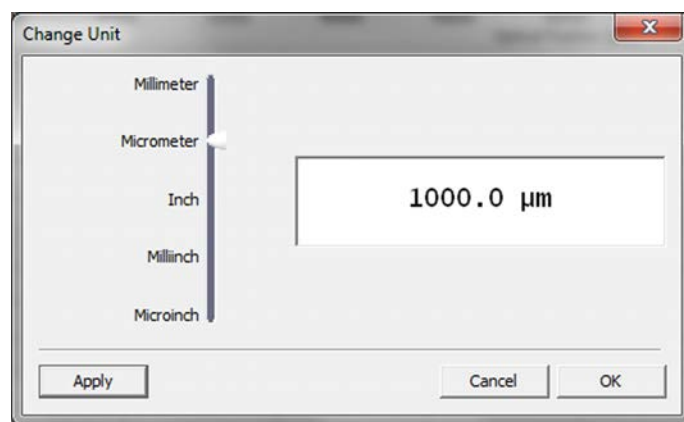 Change Unit
Millimeter
Micrometer
Inch
Milliinch
Microinch
1000.0 µm
Apply
Cancel
OK